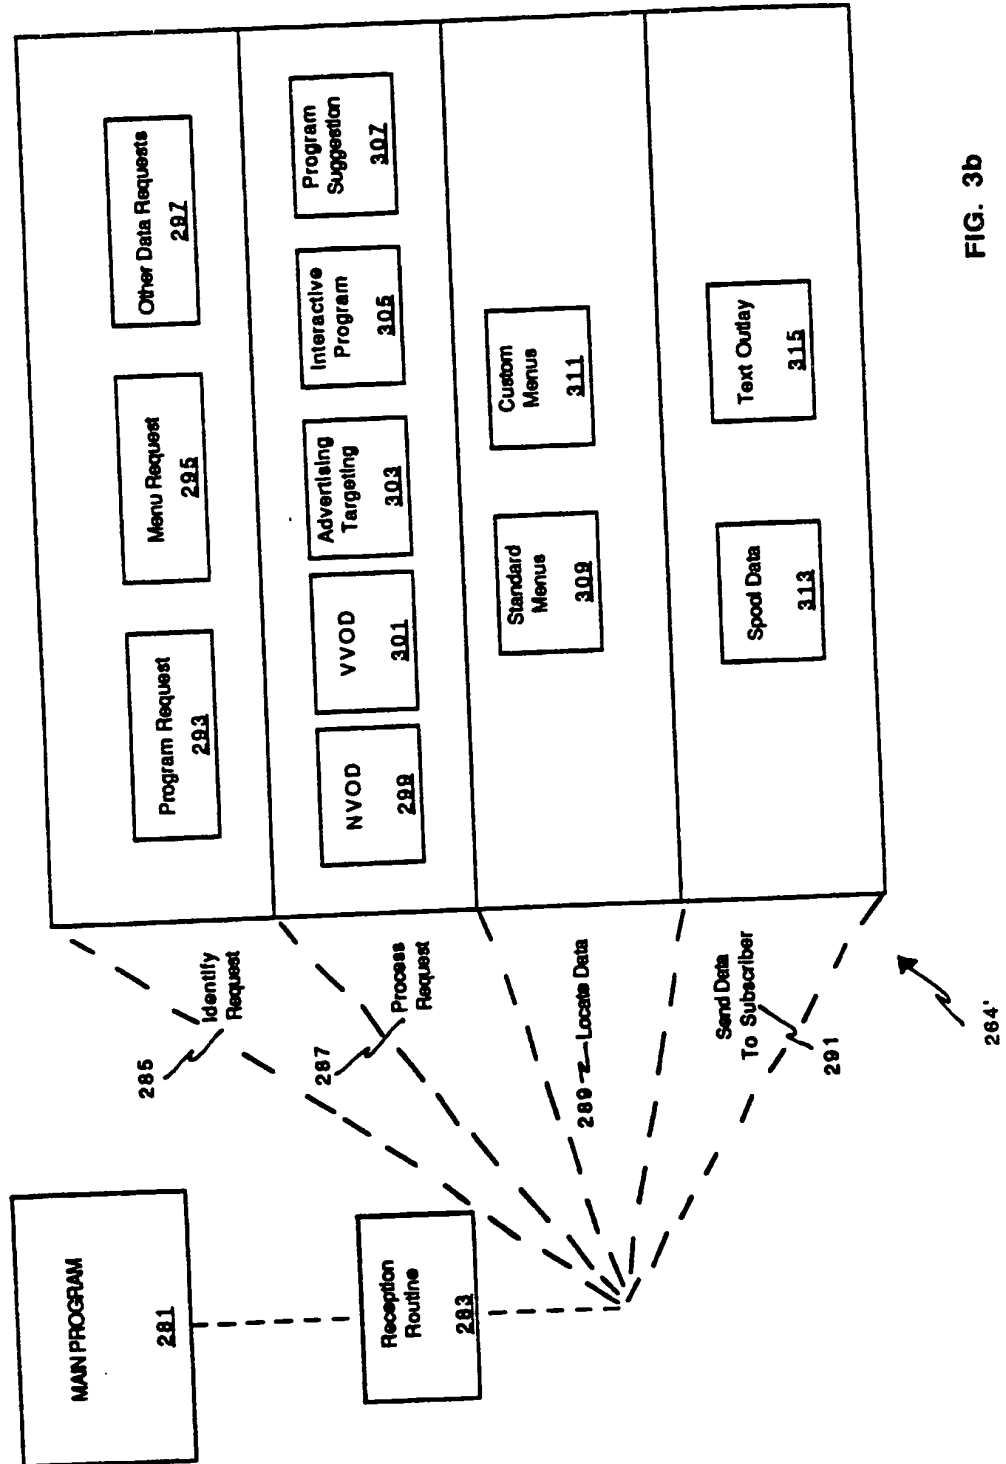 MAIN PROGRAM
281
Reception
Routine
283
285
Identify
Request
287
Process
Request
289
Locate Data
Send Data
To Subscriber
291
Program Request
293
Menu Request
295
Other Data Requests
297
NVOD
299
VVOD
301
Advertising
Targeting
303
Interactive
Program
305
Program
Suggestion
307
Standard
Menus
309
Custom
Menus
311
Spool Data
313
Text Outlay
315
264'
FIG. 3b